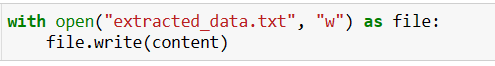 with open("extracted_data.txt", "w") as file:
    file.write(content)